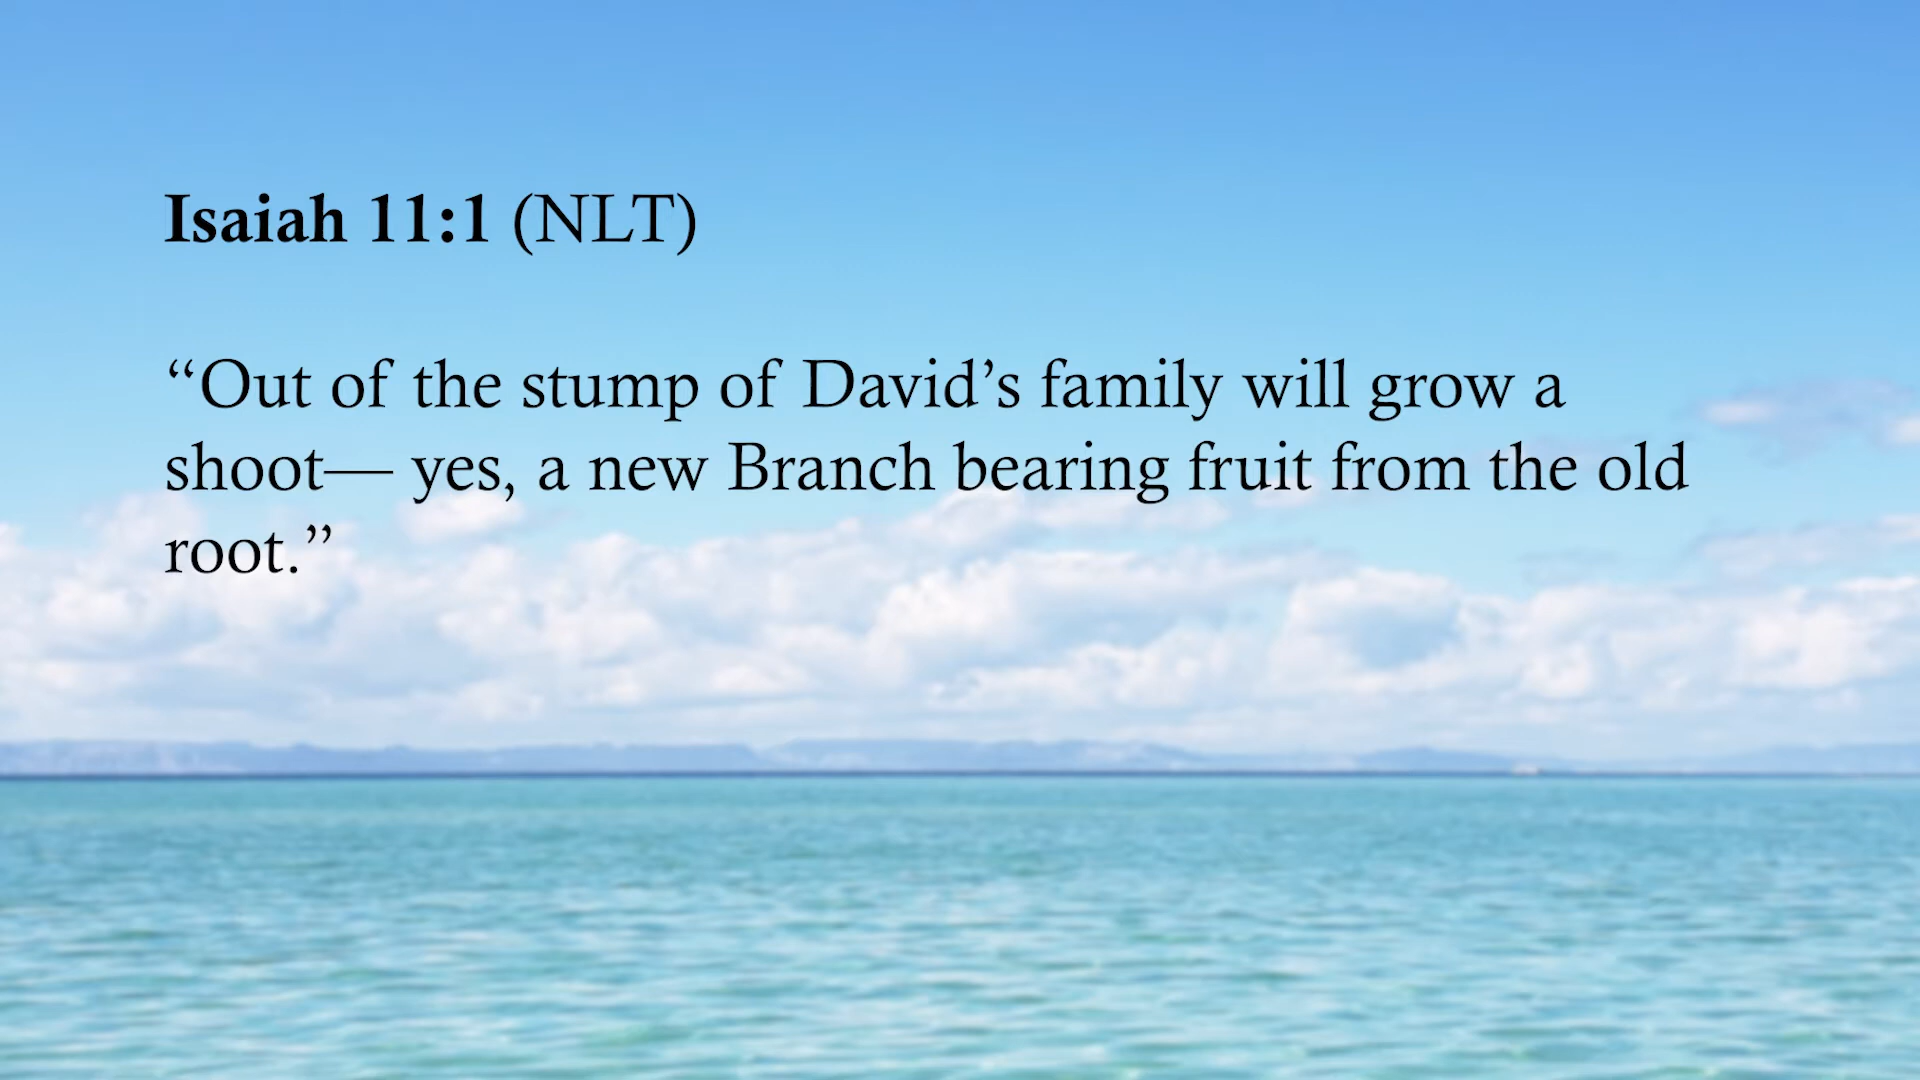 Isaiah 11:1 (NLT)
“Out of the stump of David’s family will grow a
shoot— yes, a new Branch bearing fruit from the old
root.”